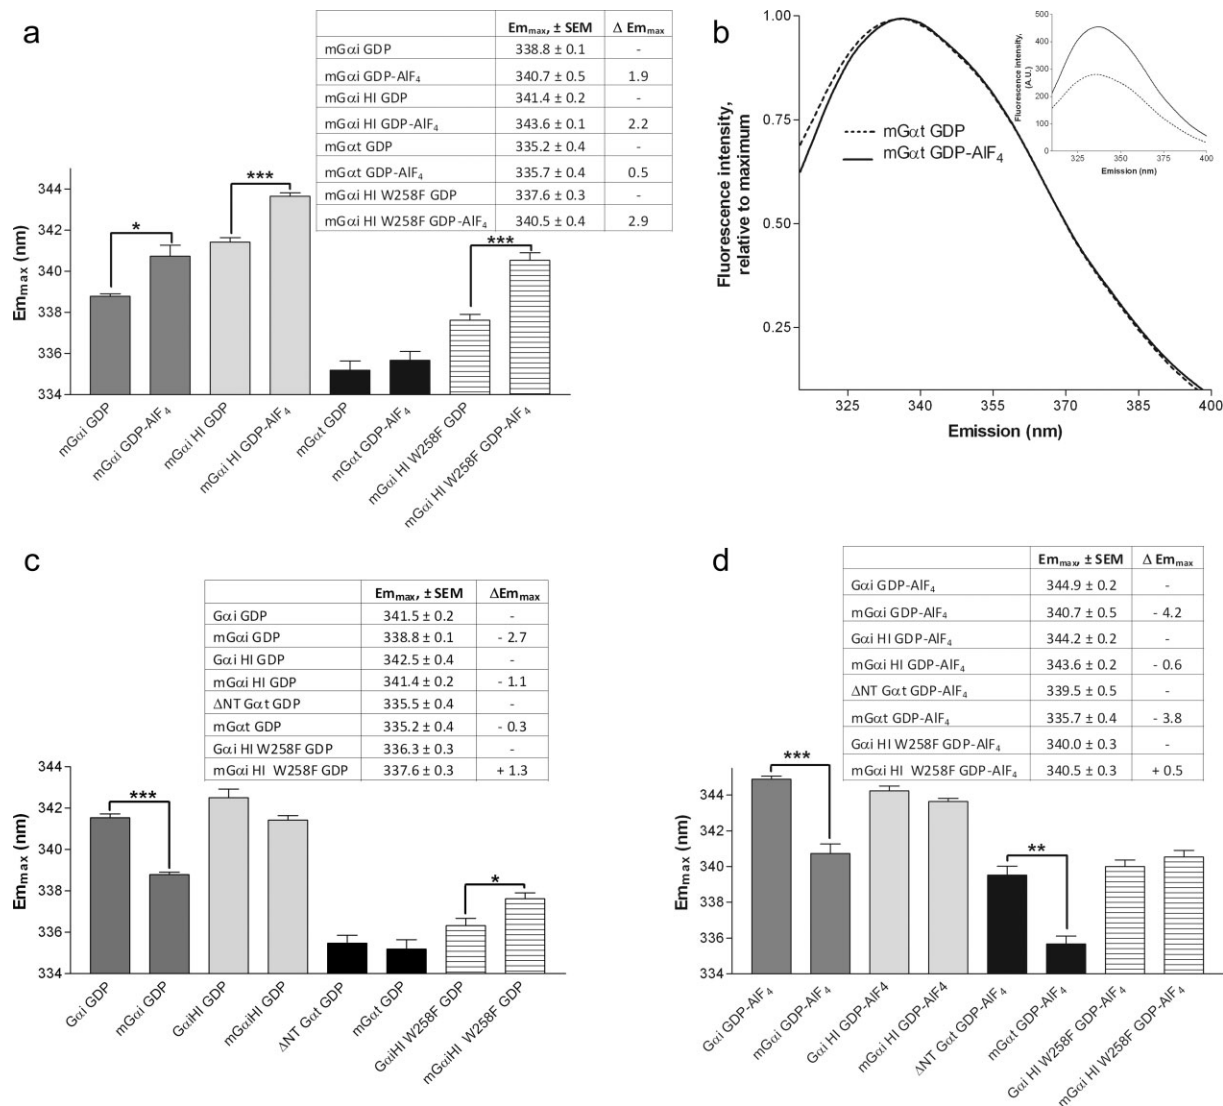 a
Em_max, ± SEM Δ Em_max
mGαi GDP 338.8 ± 0.1 -
mGαi GDP-AlF₄ 340.7 ± 0.5 1.9
mGαi HI GDP 341.4 ± 0.2 -
mGαi HI GDP-AlF₄ 343.6 ± 0.1 2.2
mGαt GDP 335.2 ± 0.4 -
mGαt GDP-AlF₄ 335.7 ± 0.4 0.5
mGαi HI W258F GDP 337.6 ± 0.3 -
mGαi HI W258F GDP-AlF₄ 340.5 ± 0.4 2.9
Em_max (nm)
344
342
340
338
336
334
*
***
***
mGαi GDP
mGαi GDP-AlF₄
mGαi HI GDP
mGαi HI GDP-AlF₄
mGαt GDP
mGαt GDP-AlF₄
mGαi HI W258F GDP
mGαi HI W258F GDP-AlF₄
b
Fluorescence intensity,
relative to maximum
1.00
0.75
0.50
0.25
325 340 355 370 385 400
Emission (nm)
mGαt GDP
mGαt GDP-AlF₄
Fluorescence intensity,
(A.U.)
500
400
300
200
100
0
325 350 375 400
Emission (nm)
c
Em_max, ± SEM ΔEm_max
Gαi GDP 341.5 ± 0.2 -
mGαi GDP 338.8 ± 0.1 - 2.7
Gαi HI GDP 342.5 ± 0.4 -
mGαi HI GDP 341.4 ± 0.2 - 1.1
ΔNT Gαt GDP 335.5 ± 0.4 -
mGαt GDP 335.2 ± 0.4 - 0.3
Gαi HI W258F GDP 336.3 ± 0.3 -
mGαi HI W258F GDP 337.6 ± 0.3 + 1.3
Em_max (nm)
344
342
340
338
336
334
***
*
Gαi GDP
mGαi GDP
GαiHI GDP
mGαiHI GDP
ΔNT Gαt GDP
mGαt GDP
GαiHI W258F GDP
mGαiHI W258F GDP
d
Em_max, ± SEM Δ Em_max
Gαi GDP-AlF₄ 344.9 ± 0.2 -
mGαi GDP-AlF₄ 340.7 ± 0.5 - 4.2
Gαi HI GDP-AlF₄ 344.2 ± 0.2 -
mGαi HI GDP-AlF₄ 343.6 ± 0.2 - 0.6
ΔNT Gαt GDP-AlF₄ 339.5 ± 0.5 -
mGαt GDP-AlF₄ 335.7 ± 0.4 - 3.8
Gαi HI W258F GDP-AlF₄ 340.0 ± 0.3 -
mGαi HI W258F GDP-AlF₄ 340.5 ± 0.3 + 0.5
Em_max (nm)
344
342
340
338
336
334
***
**
Gαi GDP-AlF₄
mGαi GDP-AlF₄
Gαi HI GDP-AlF4
mGαi HI GDP-AlF4
ΔNT Gαt GDP-AlF₄
mGαt GDP-AlF₄
Gαi HI W258F GDP-AlF₄
mGαi HI W258F GDP-AlF₄